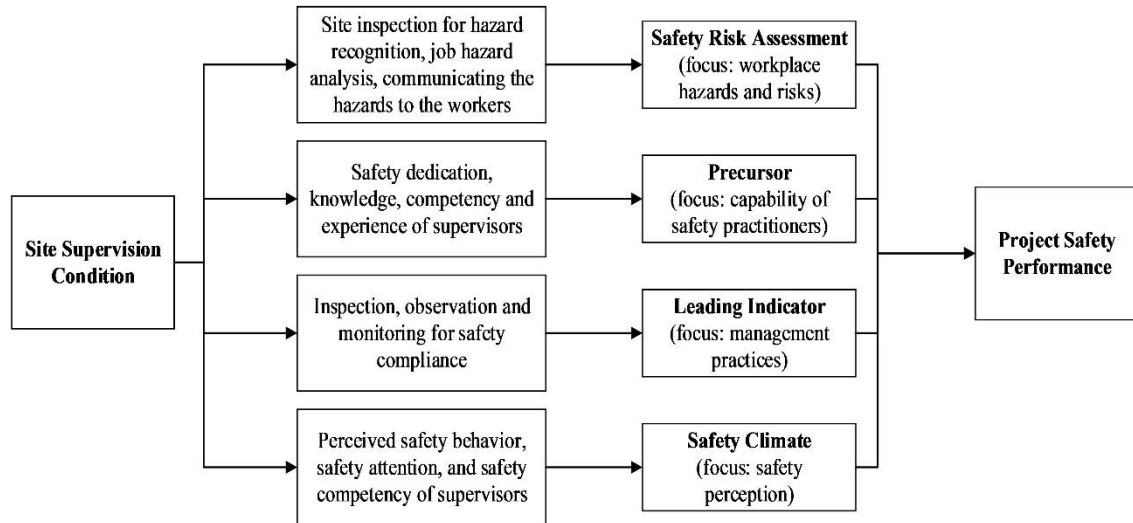 Site Supervision
Condition
Site inspection for hazard
recognition, job hazard
analysis, communicating the
hazards to the workers
Safety Risk Assessment
(focus: workplace
hazards and risks)
Safety dedication,
knowledge, competency and
experience of supervisors
Precursor
(focus: capability of
safety practitioners)
Inspection, observation and
monitoring for safety
compliance
Leading Indicator
(focus: management
practices)
Perceived safety behavior,
safety attention, and safety
competency of supervisors
Safety Climate
(focus: safety
perception)
Project Safety
Performance